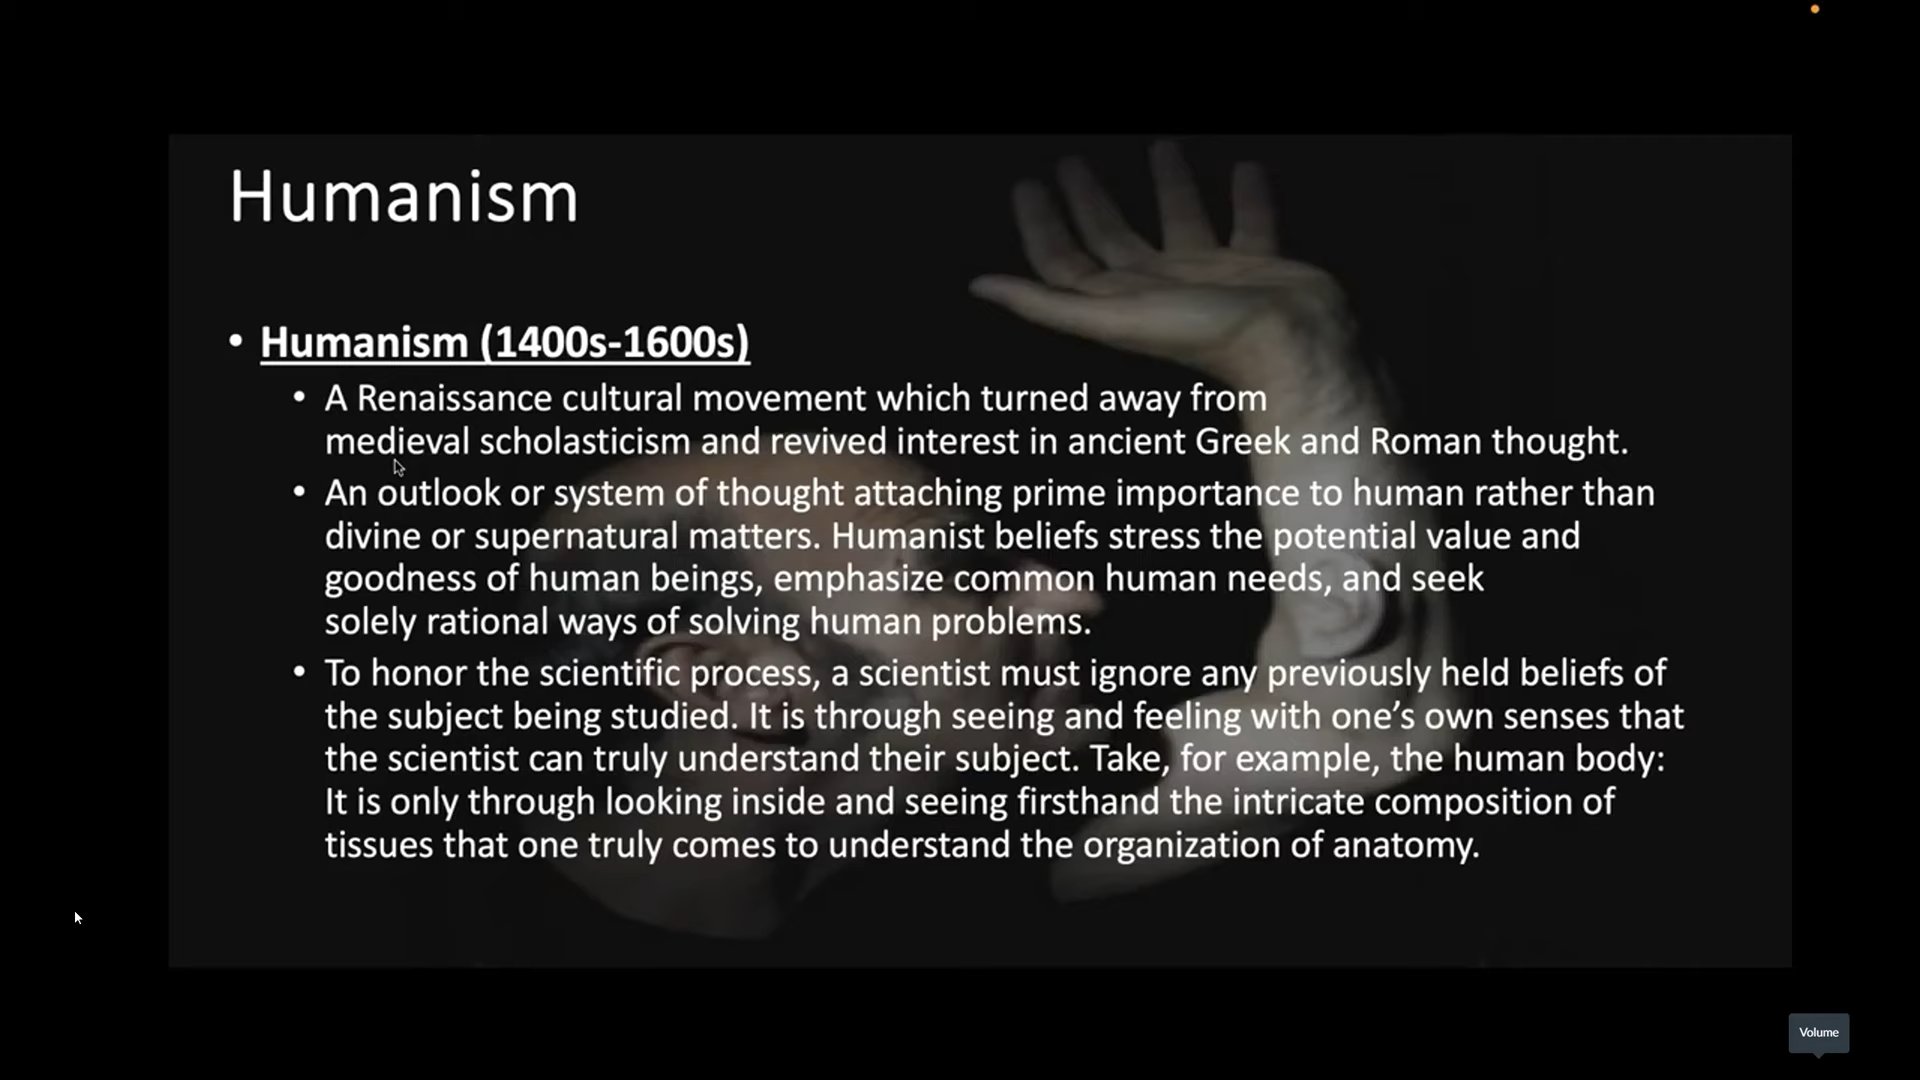 Humanism
• Humanism (1400s-1600s)
• A Renaissance cultural movement which turned away from
medieval scholasticism and revived interest in ancient Greek and Roman thought.
• An outlook or system of thought attaching prime importance to human rather than
divine or supernatural matters. Humanist beliefs stress the potential value and
goodness of human beings, emphasize common human needs, and seek
solely rational ways of solving human problems.
• To honor the scientific process, a scientist must ignore any previously held beliefs of
the subject being studied. It is through seeing and feeling with one’s own senses that
the scientist can truly understand their subject. Take, for example, the human body:
It is only through looking inside and seeing firsthand the intricate composition of
tissues that one truly comes to understand the organization of anatomy.
Volume